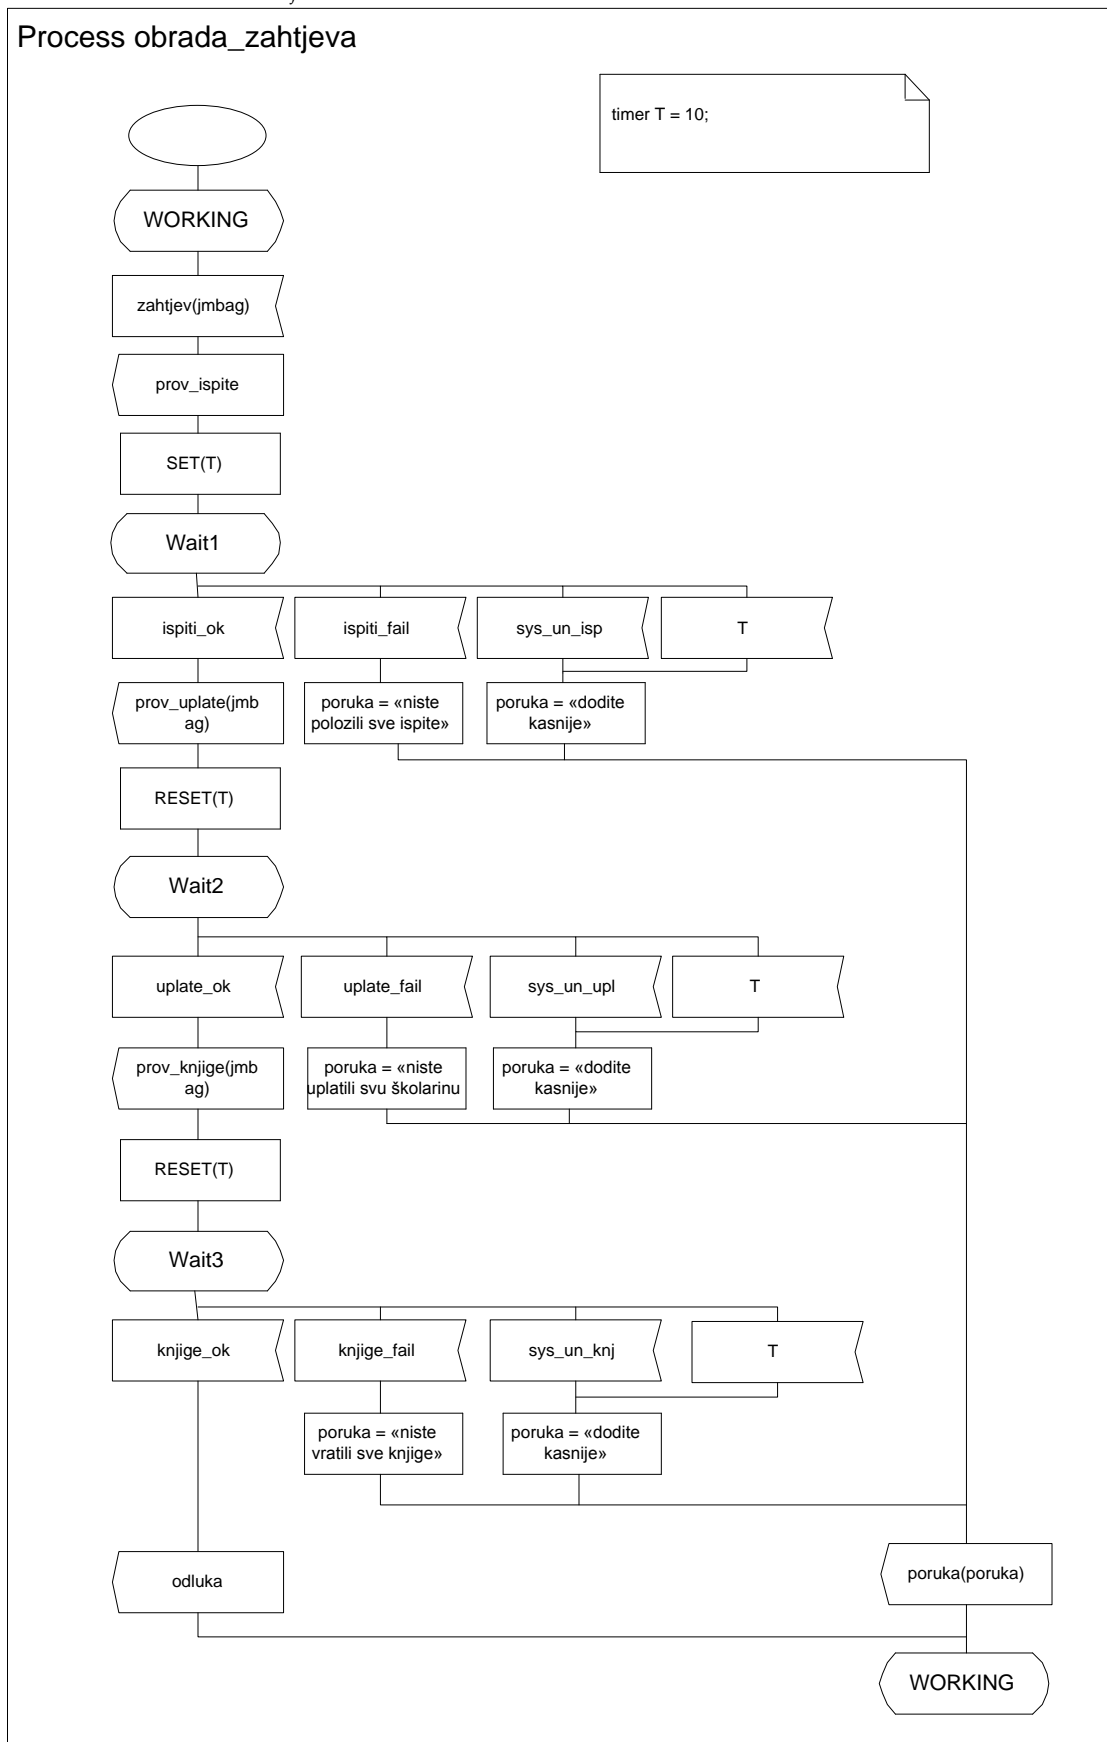 Process obrada_zahtjeva
timer T = 10;
WORKING
zahtjev(jmbag)
prov_ispite
SET(T)
Wait1
ispiti_ok
ispiti_fail
sys_un_isp
T
prov_uplate(jmb
ag)
poruka = «niste
polozili sve ispite»
poruka = «dodite
kasnije»
RESET(T)
Wait2
uplate_ok
uplate_fail
sys_un_upl
T
prov_knjige(jmb
ag)
poruka = «niste
uplatili svu školarinu
poruka = «dodite
kasnije»
RESET(T)
Wait3
knjige_ok
knjige_fail
sys_un_knj
T
poruka = «niste
vratili sve knjige»
poruka = «dodite
kasnije»
odluka
poruka(poruka)
WORKING